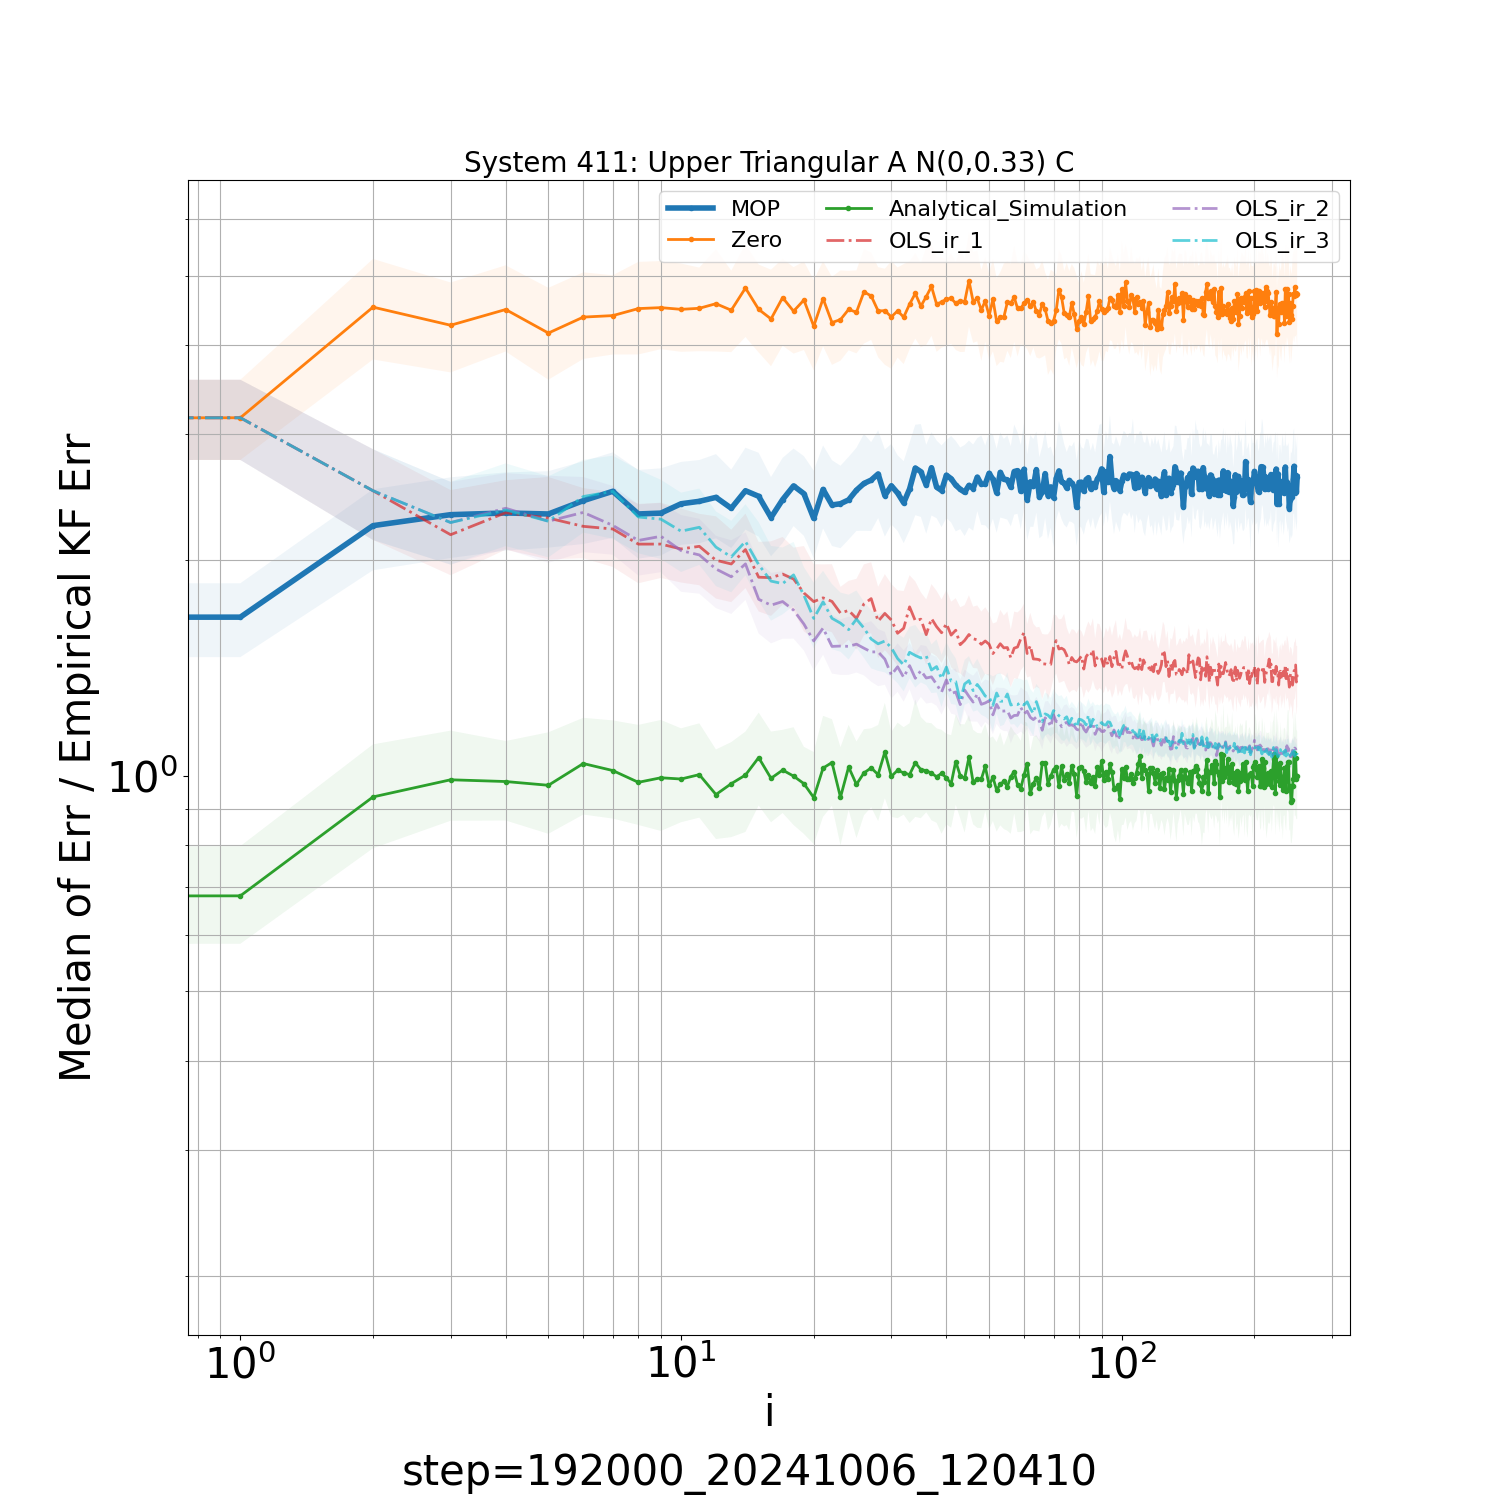 System 411: Upper Triangular A N(0,0.33) C
MOP
Zero
Analytical_Simulation
OLS_ir_1
OLS_ir_2
OLS_ir_3
Median of Err / Empirical KF Err
10⁰
10⁰ 10¹ 10²
i
step=192000_20241006_120410